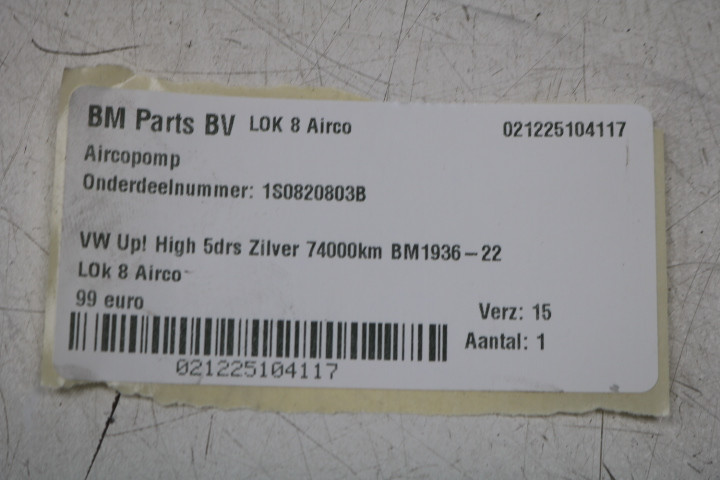 BM Parts BV LOK 8 Airco 021225104117
Aircopomp
Onderdeelnummer: 1S0820803B
VW Up! High 5drs Zilver 74000km BM1936-22
LOk 8 Airco
99 euro
Verz: 15
Aantal: 1
021225104117